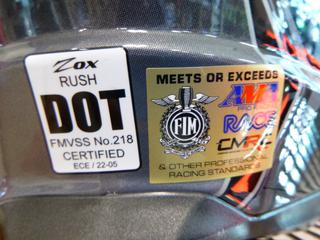 Zox
RUSH
DOT
FMVSS No.218
CERTIFIED
ECE / 22-05
MEETS OR EXCEEDS
FIM
AMA
RACE
& OTHER PROFESSIONAL
RACING STANDARDS